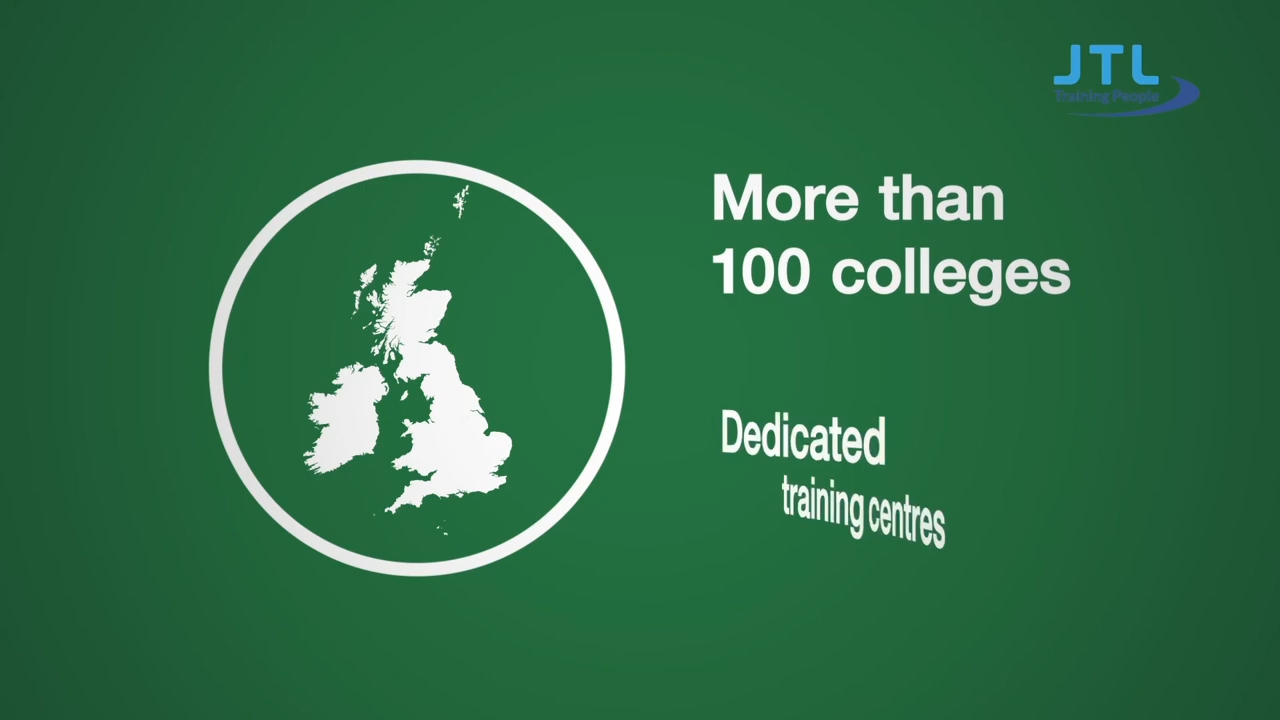 JTL
Training People
More than
100 colleges
Dedicated
training centres